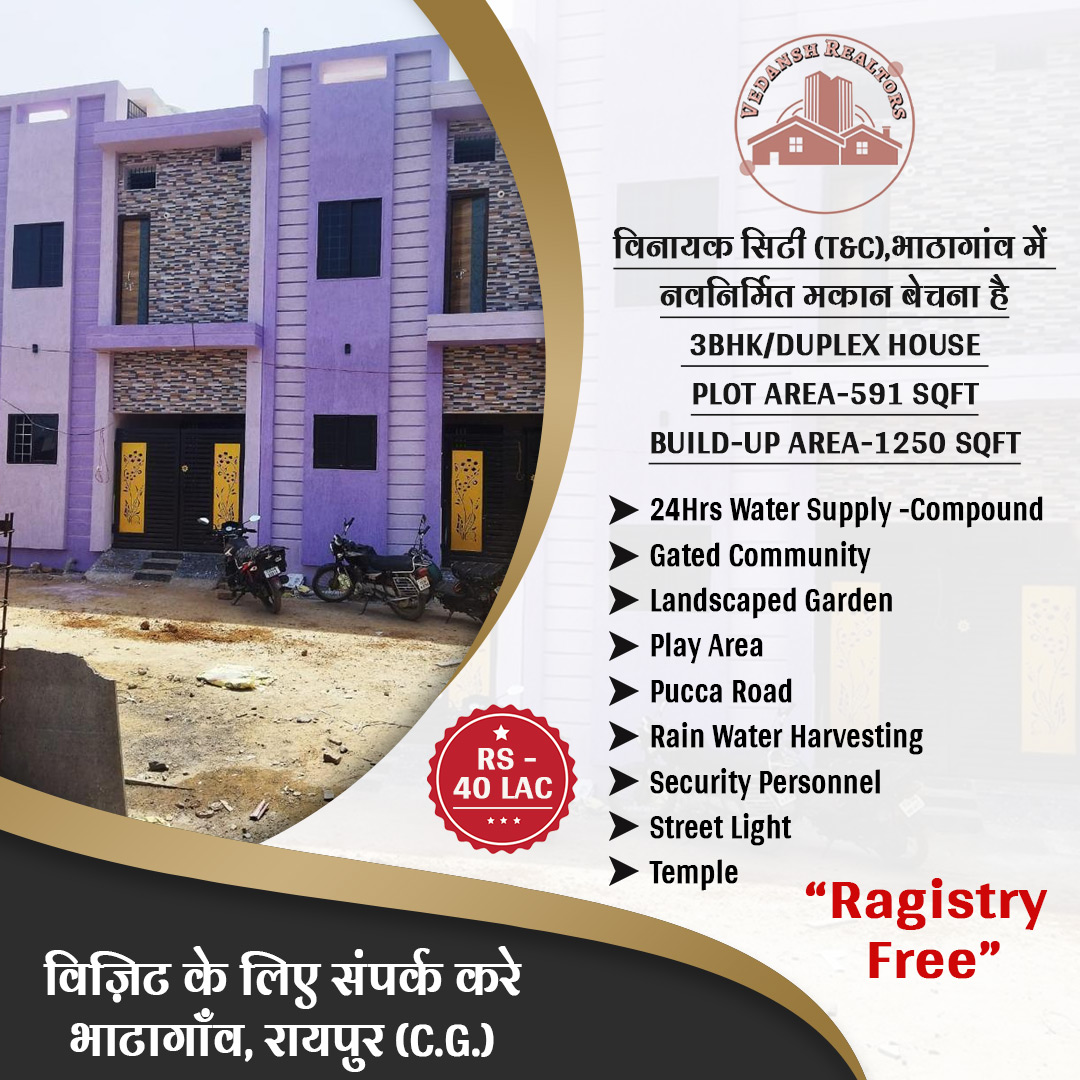 VEDANSH REALTORS
विनायक सिटी (T&C),भाठागांव में
नवनिर्मित मकान बेचना है
3BHK/DUPLEX HOUSE
PLOT AREA-591 SQFT
BUILD-UP AREA-1250 SQFT
24Hrs Water Supply -Compound
Gated Community
Landscaped Garden
Play Area
Pucca Road
Rain Water Harvesting
Security Personnel
Street Light
Temple
RS -
40 LAC
“Ragistry
Free”
विज़िट के लिए संपर्क करे
भाटागाँव, रायपुर (C.G.)